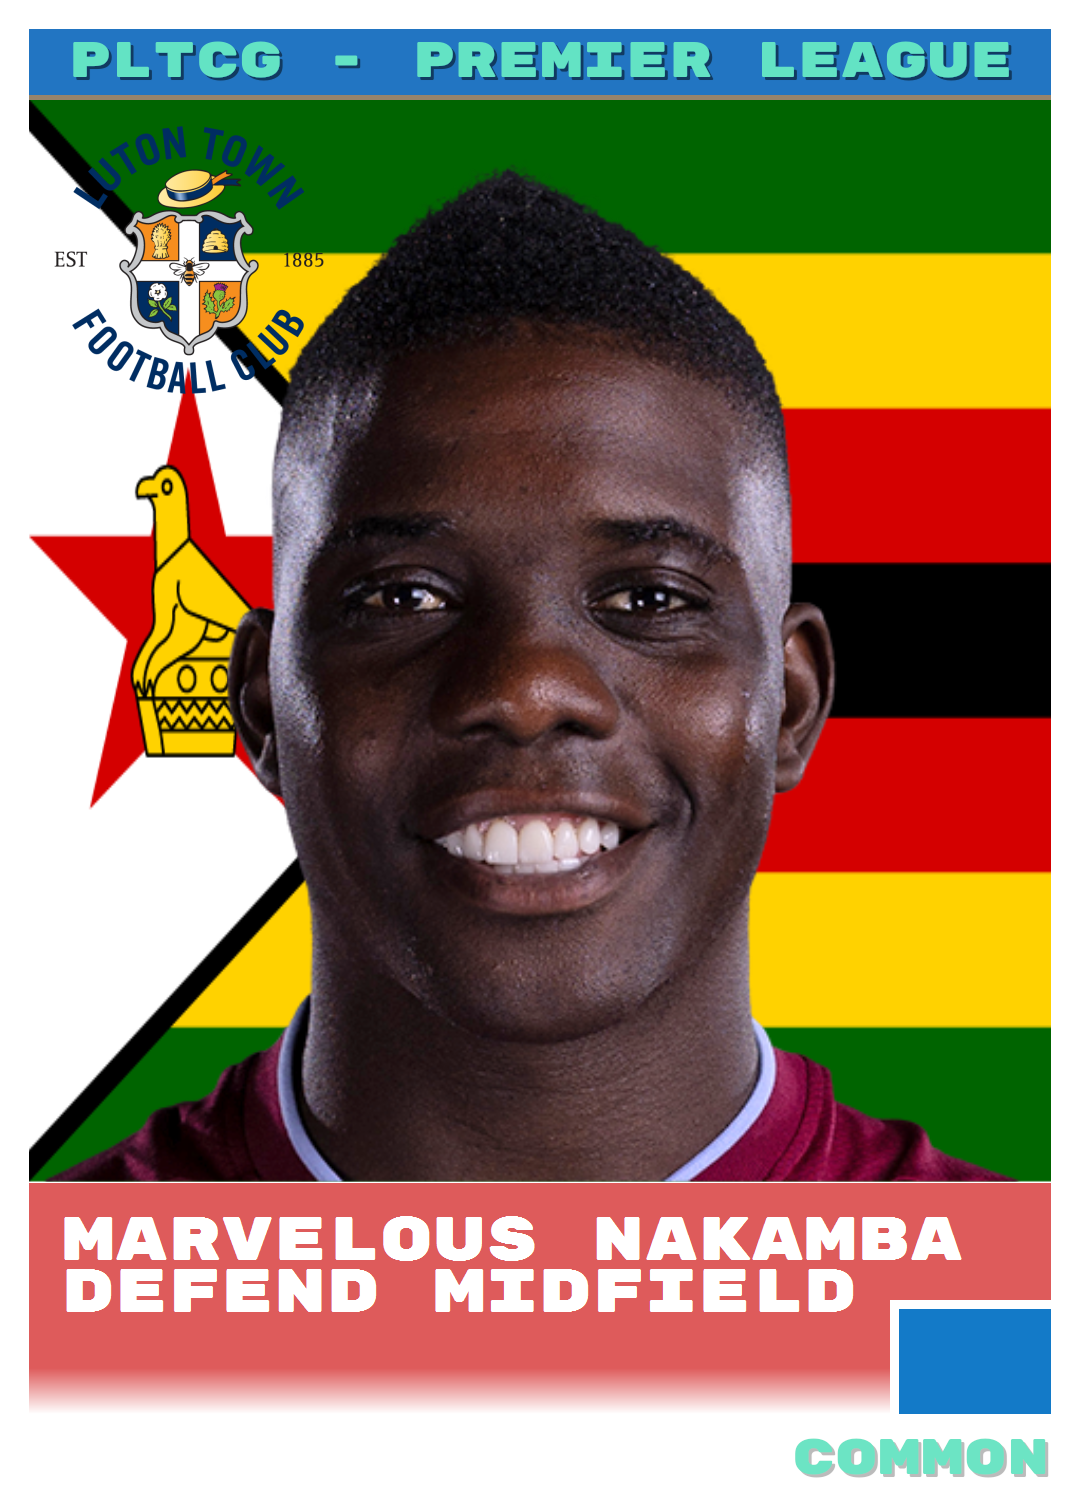 PLTCG - PREMIER LEAGUE
LUTON TOWN
EST 1885
FOOTBALL CLUB
MARVELOUS NAKAMBA
DEFEND MIDFIELD
COMMON